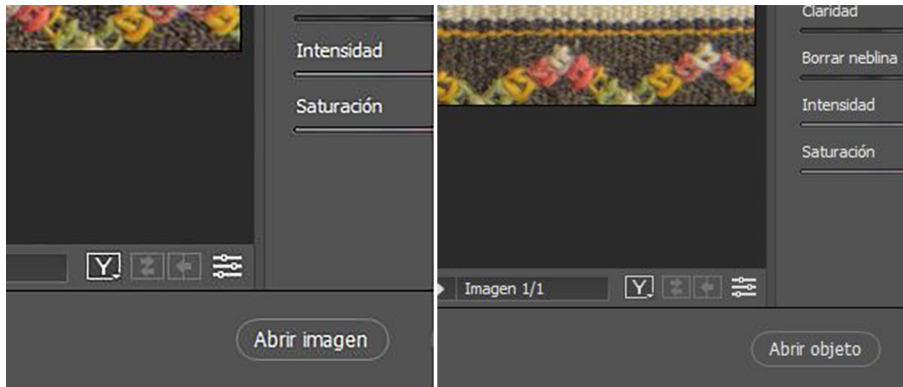 Intensidad
Saturación
Y
Abrir imagen
Claridad
Borrar neblina
Intensidad
Saturación
Imagen 1/1
Y
Abrir objeto